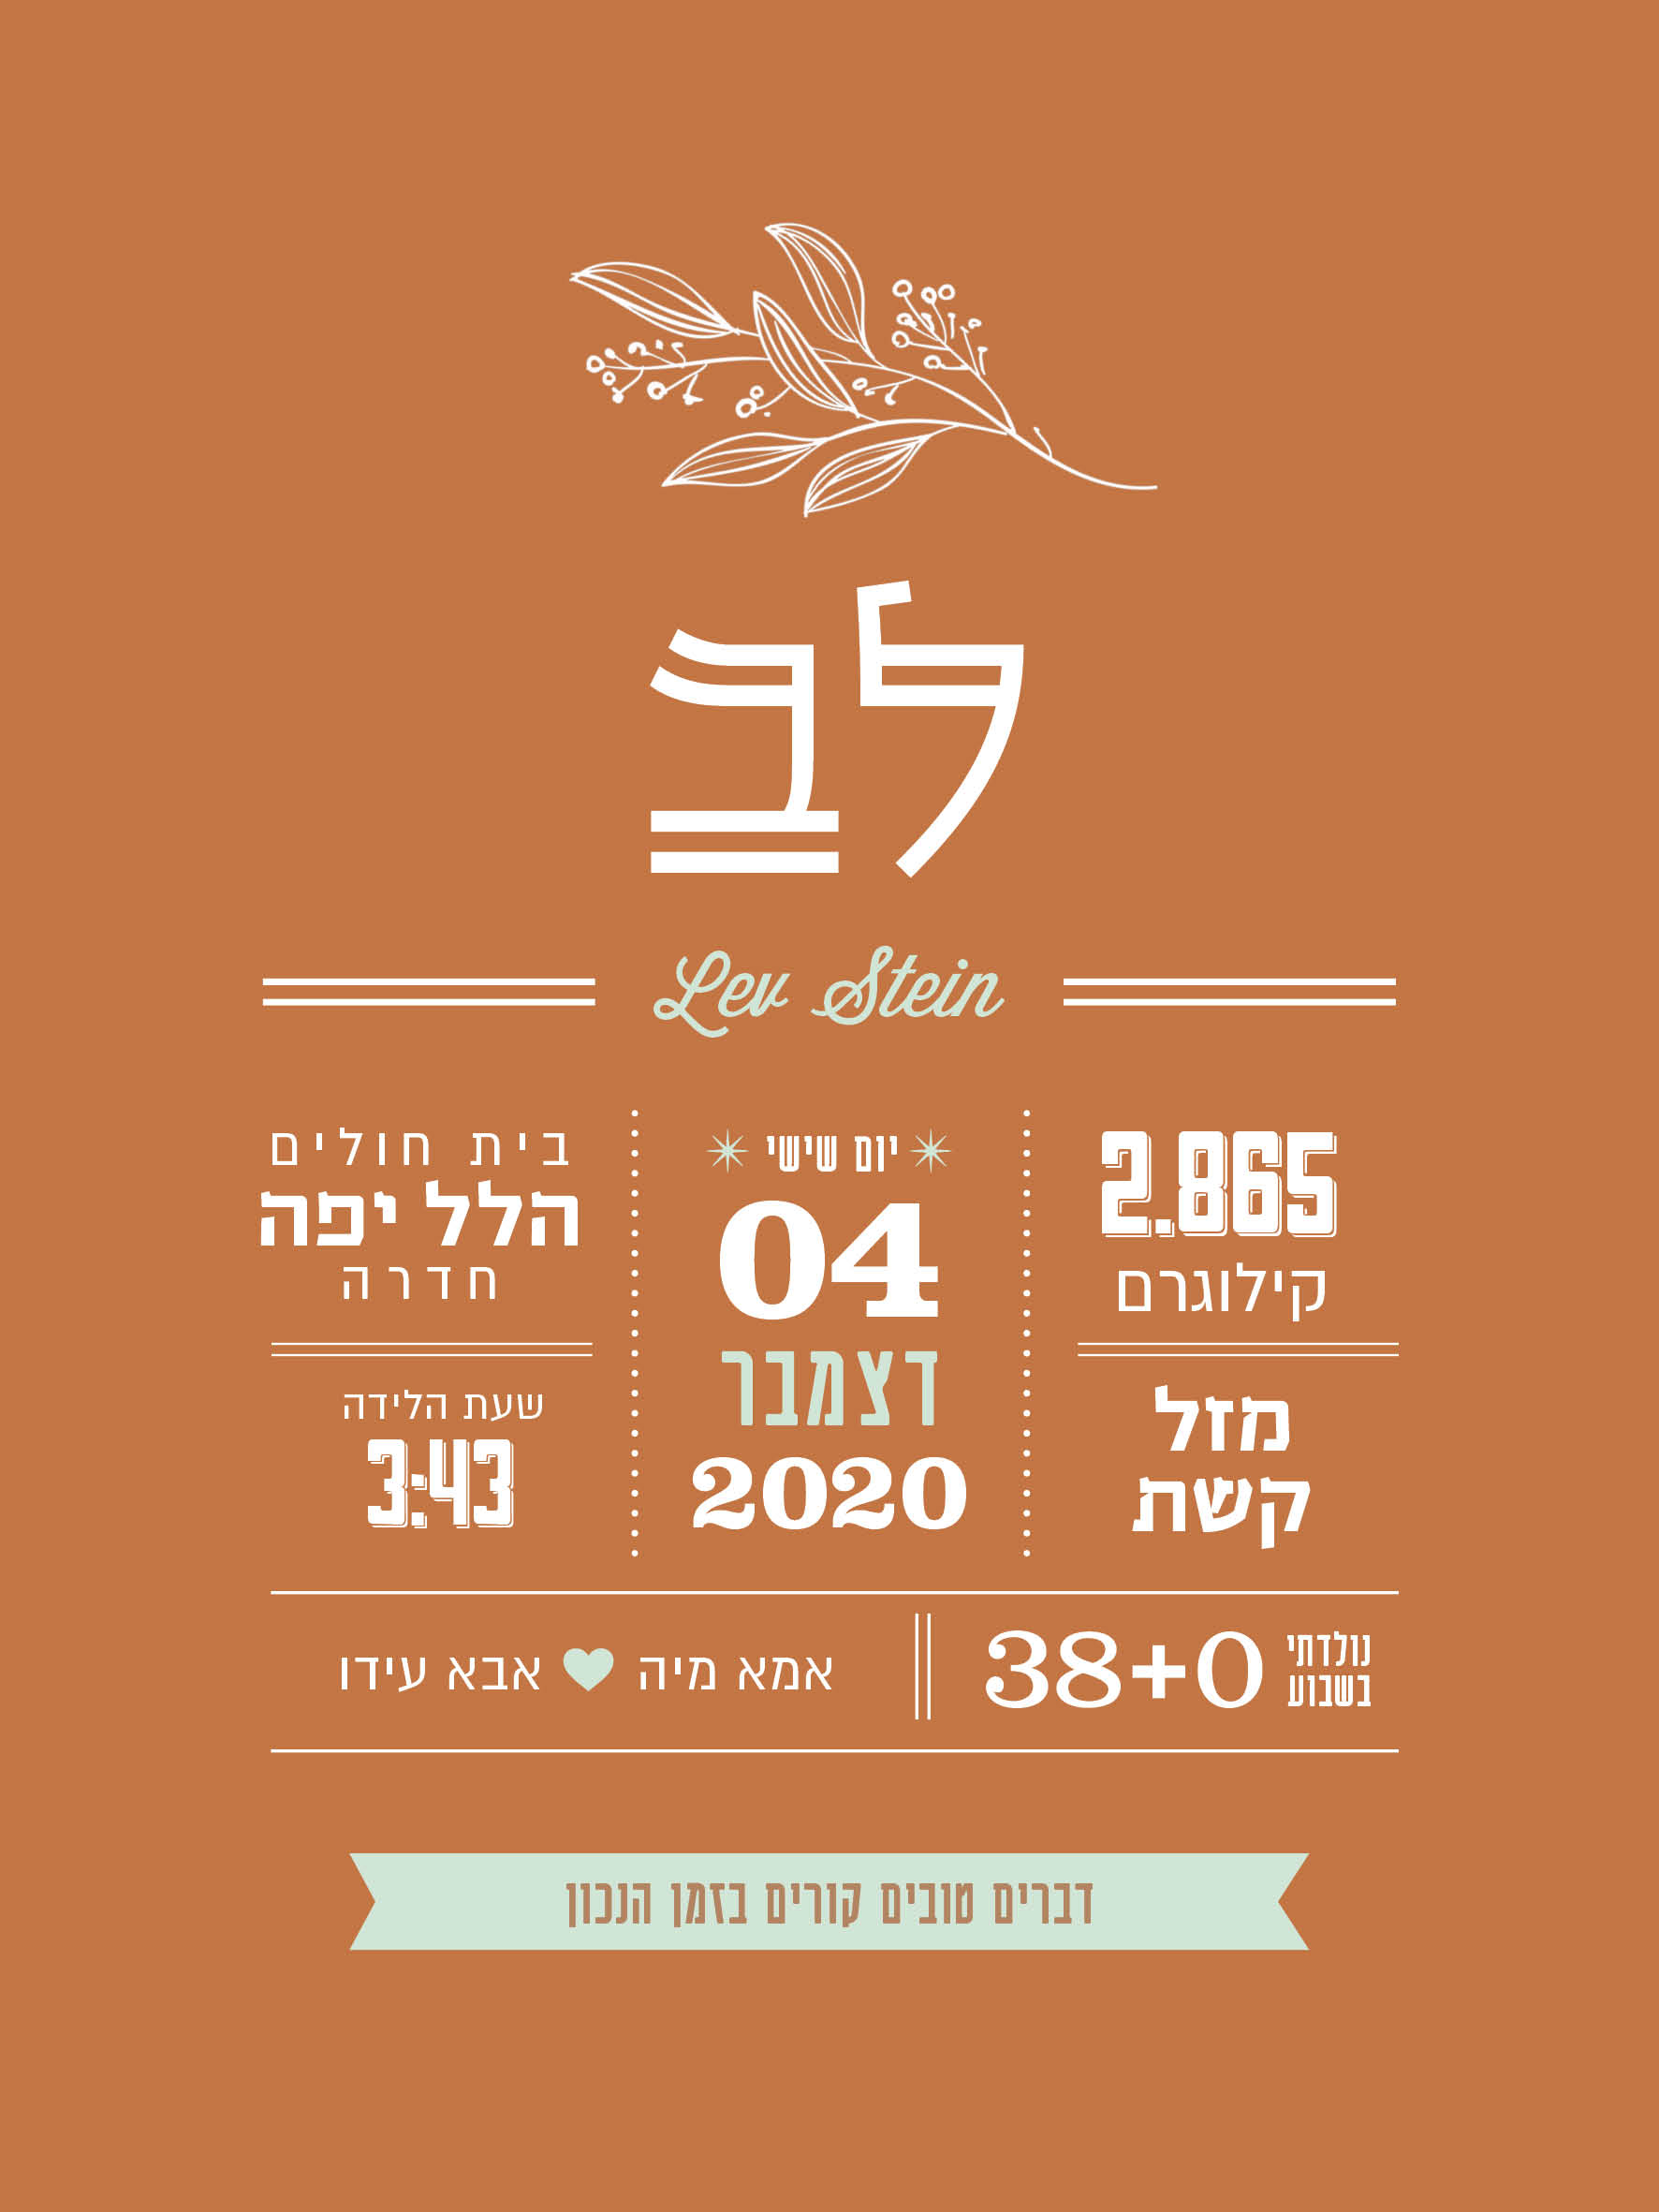 לב
Lev Stein
2.865
קילוגרם
מזל
קשת
יום שישי
04
דצמבר
2020
בית חולים
הלל יפה
חדרה
שעת הלידה
3:43
נולדתי
בשבוע
38+0
אמא מיה אבא עידו
דברים טובים קורים בזמן הנכון